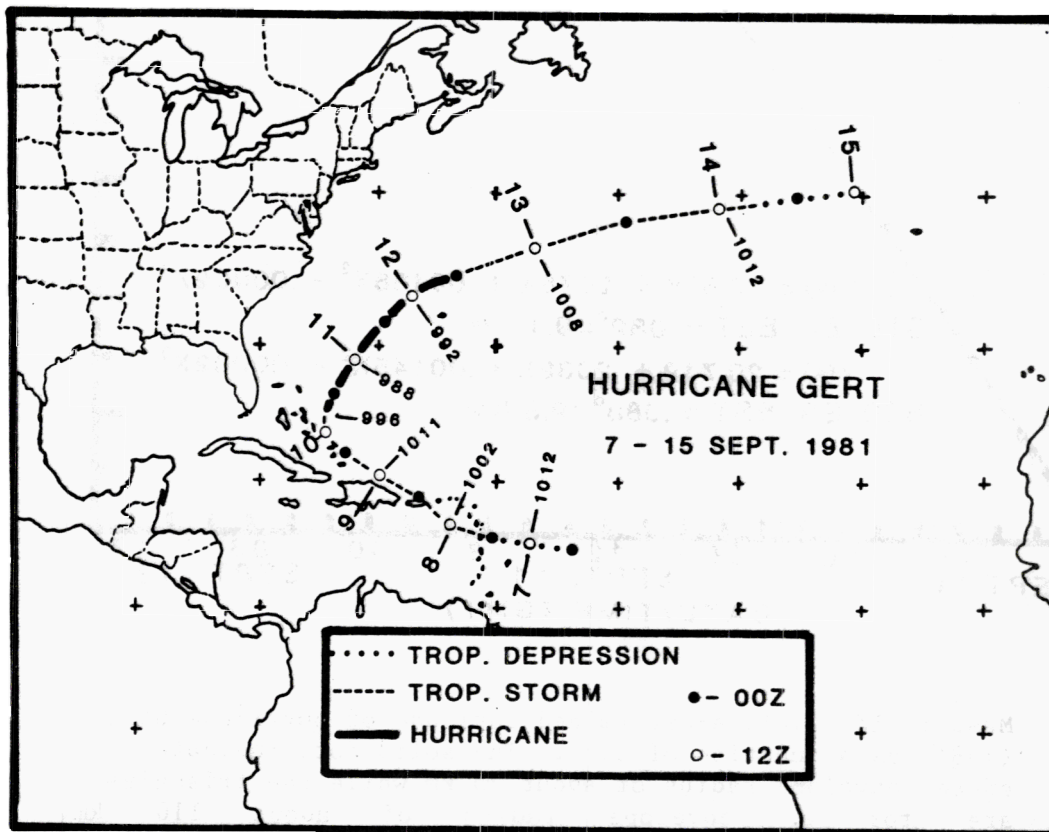 15
14
13
1012
12
1008
992
11
988
HURRICANE GERT
996
7 - 15 SEPT. 1981
10
1011
1002
1012
9
8
7
TROP. DEPRESSION
TROP. STORM
- 00Z
HURRICANE
- 12Z